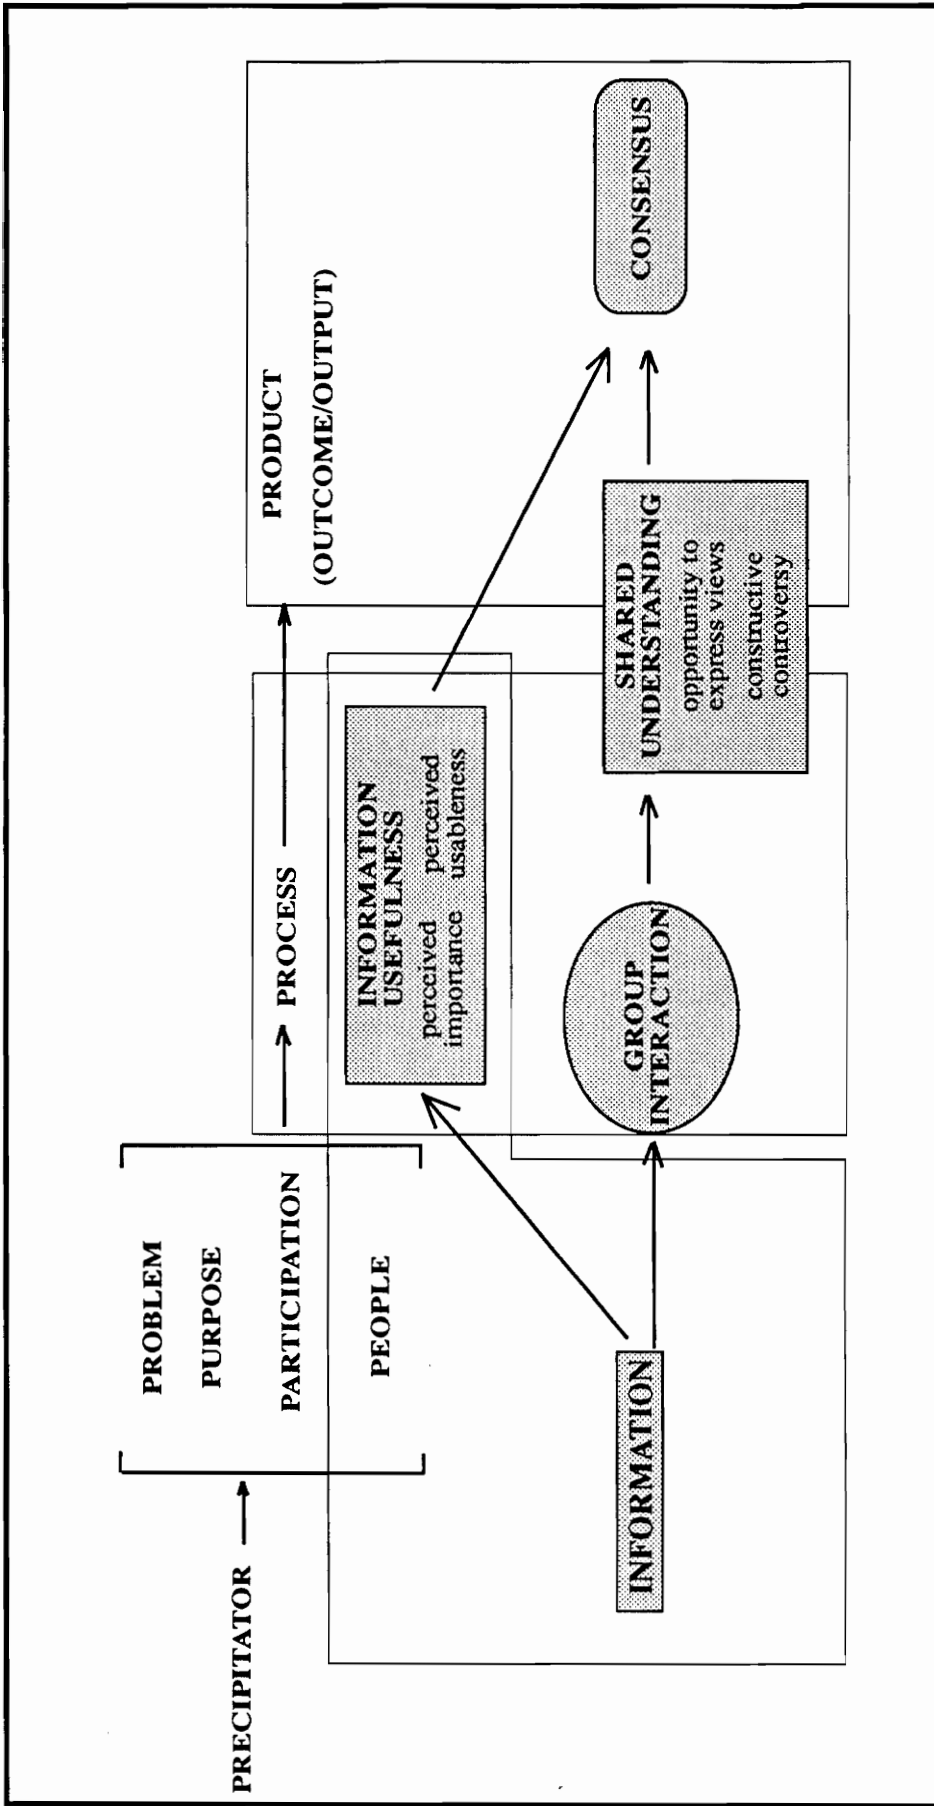 PRECIPITATOR
PROBLEM
PURPOSE
PARTICIPATION
PEOPLE
PROCESS
PRODUCT
(OUTCOME/OUTPUT)
INFORMATION
INFORMATION
USEFULNESS
perceived perceived
importance usableness
GROUP
INTERACTION
SHARED
UNDERSTANDING
opportunity to
express views
constructive
controversy
CONSENSUS